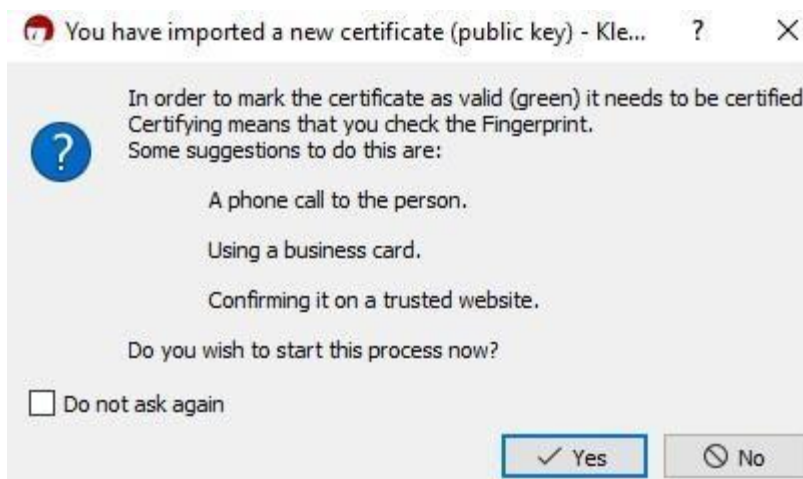 You have imported a new certificate (public key) - Kle... ? ×
In order to mark the certificate as valid (green) it needs to be certified
Certifying means that you check the Fingerprint.
Some suggestions to do this are:
A phone call to the person.
Using a business card.
Confirming it on a trusted website.
Do you wish to start this process now?
Do not ask again
Yes No